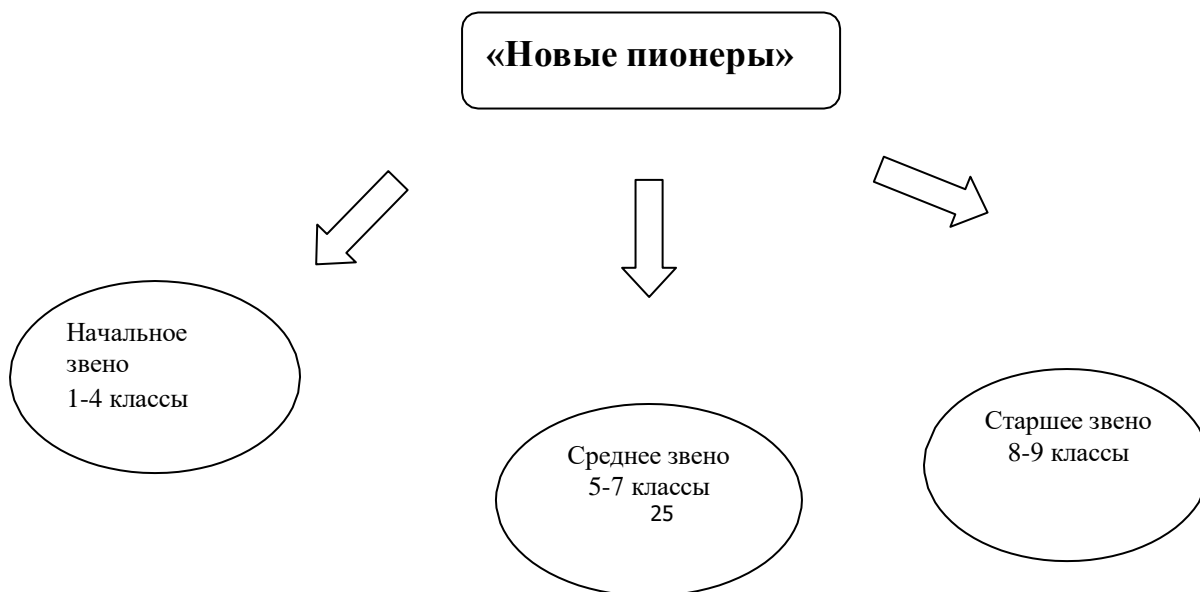 «Новые пионеры»
Начальное
звено
1-4 классы
Среднее звено
5-7 классы
25
Старшее звено
8-9 классы